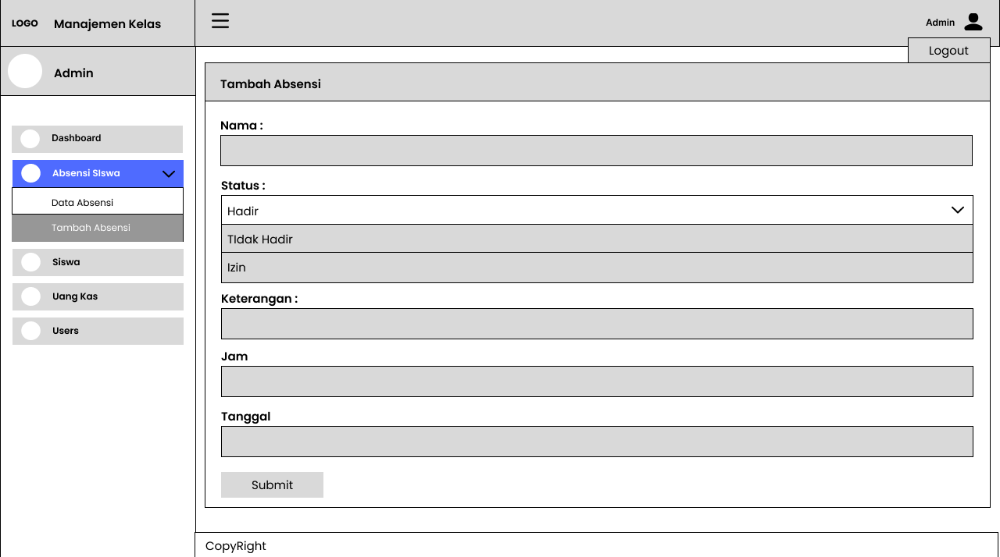 LOGO
Manajemen Kelas
Admin
Logout
Admin
Dashboard
Absensi SIswa
Data Absensi
Tambah Absensi
Siswa
Uang Kas
Users
Tambah Absensi
Nama :
Status :
Hadir
TIdak Hadir
Izin
Keterangan :
Jam
Tanggal
Submit
CopyRight